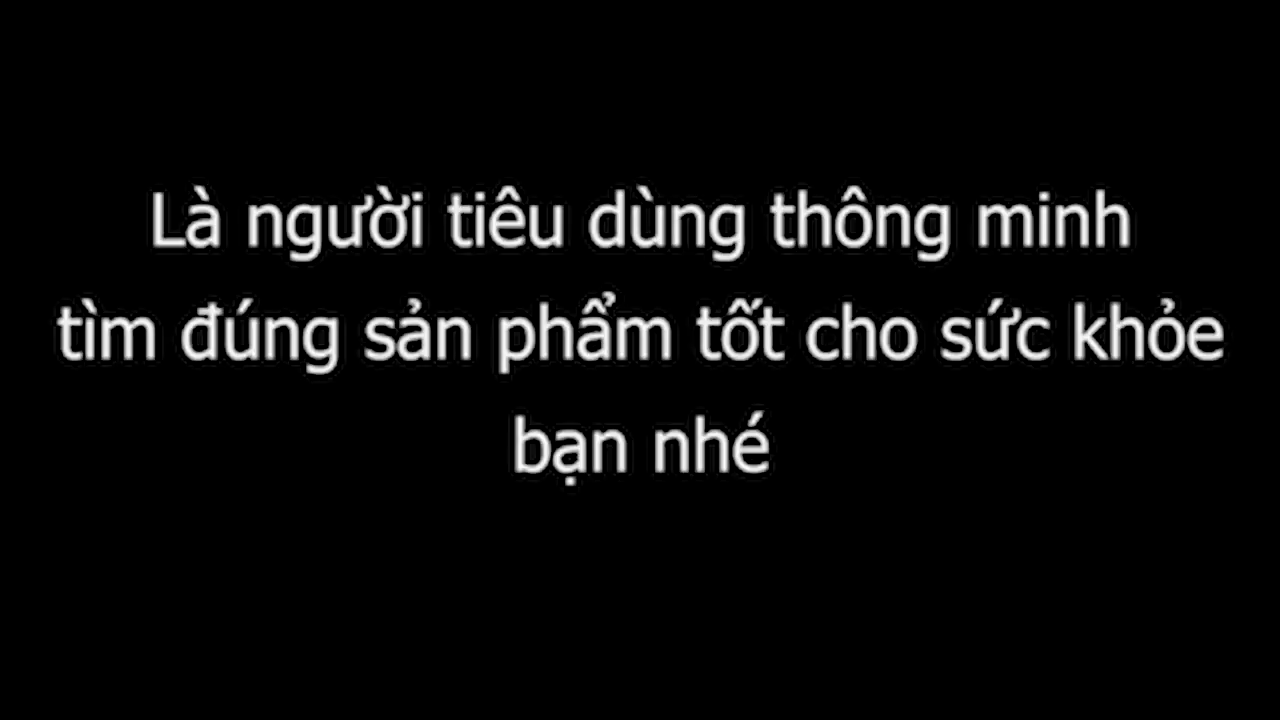 Là người tiêu dùng thông minh
tìm đúng sản phẩm tốt cho sức khỏe
bạn nhé